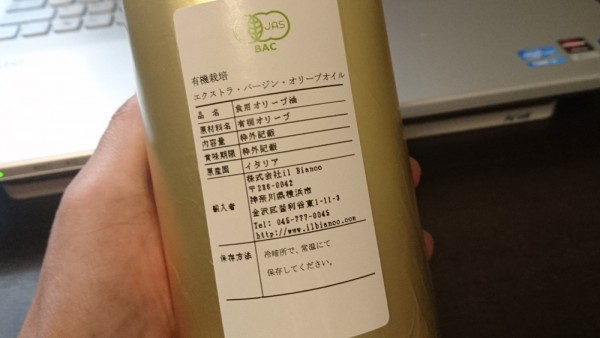 JAS
BAC
有機栽培
エクストラ・バージン・オリーブオイル
品 名 食用オリーブ油
原材料名 有機オリーブ
内容量 枠外記載
賞味期限 枠外記載
原産国 イタリア
輸入者 株式会社il Bianco
〒236-0042
神奈川県横浜市
金沢区釜利谷東1-11-3
Tel: 045-777-0045
http://www.ilbianco.com
保存方法 冷暗所で、常温にて
保存してください。